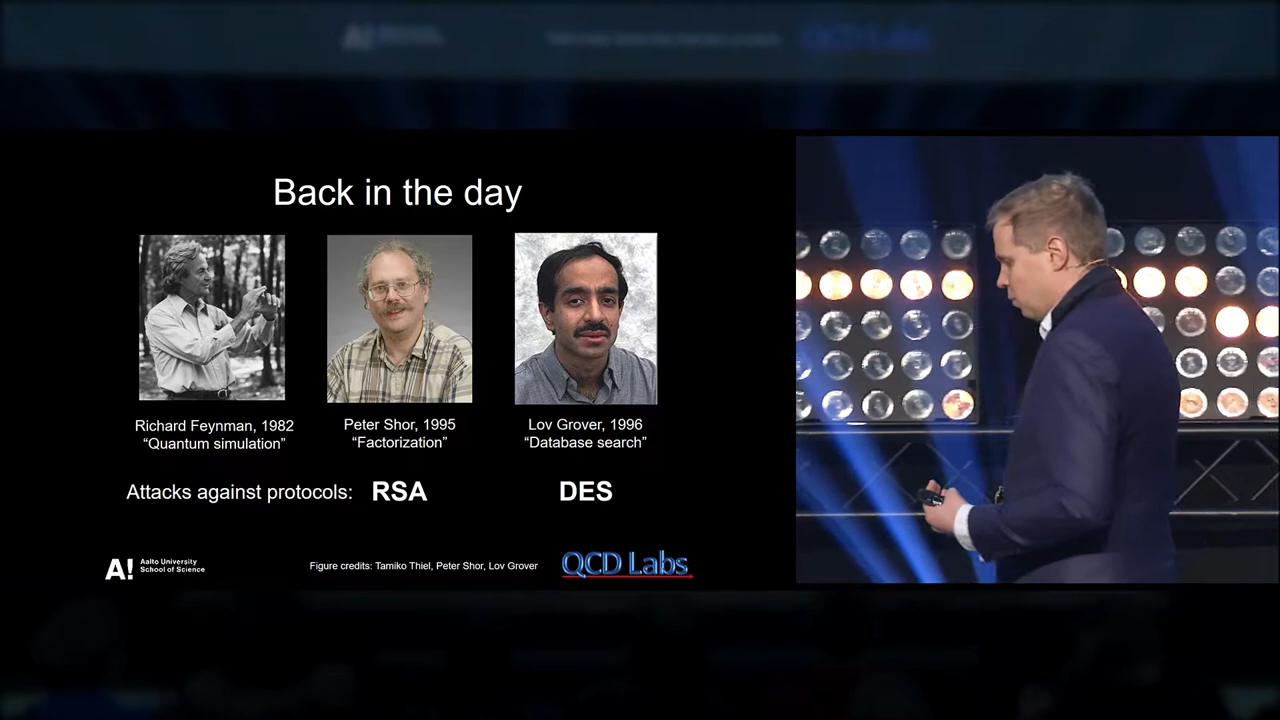 Back in the day
Richard Feynman, 1982
“Quantum simulation”
Peter Shor, 1995
“Factorization”
Lov Grover, 1996
“Database search”
Attacks against protocols: RSA DES
A!
Aalto University
School of Science
Figure credits: Tamiko Thiel, Peter Shor, Lov Grover
QCD Labs